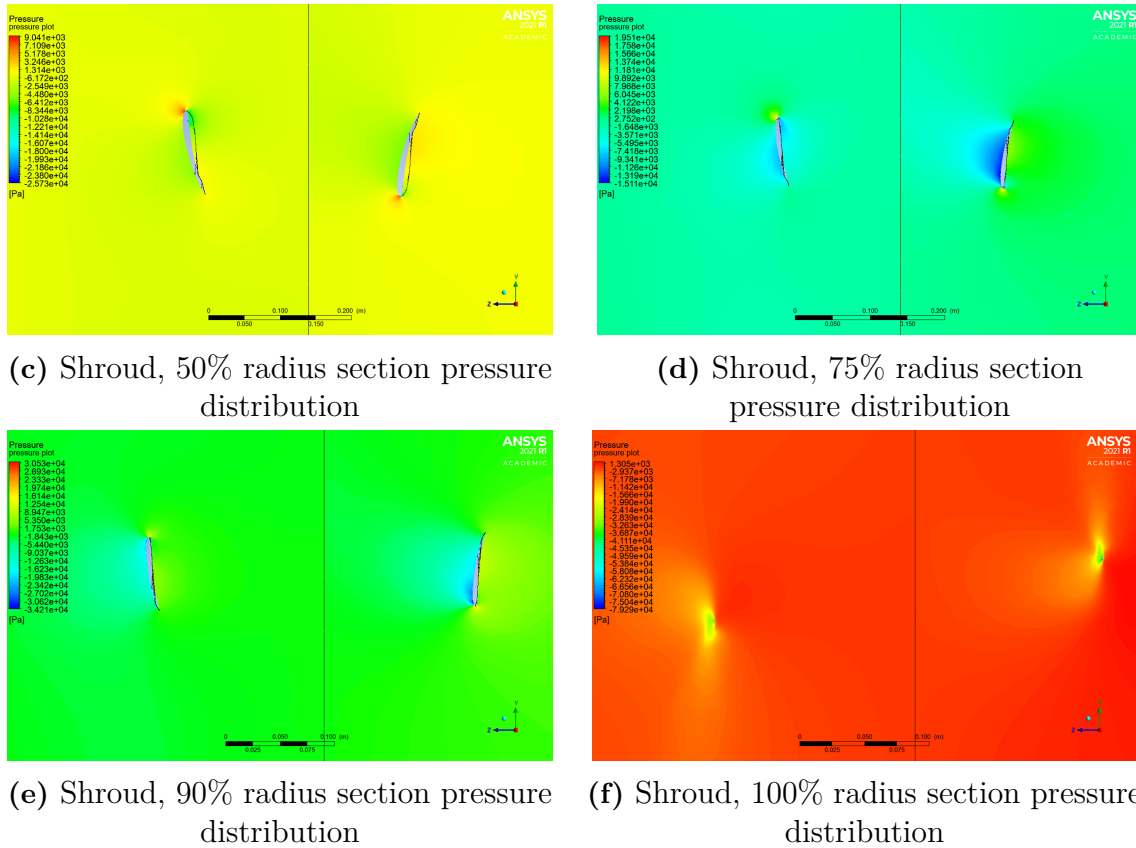 Pressure
pressure plot
9.041e+03
7.109e+03
5.178e+03
3.246e+03
1.314e+03
-6.172e+02
-2.549e+03
-4.480e+03
-6.412e+03
-8.344e+03
-1.028e+04
-1.221e+04
-1.414e+04
-1.607e+04
-1.800e+04
-1.993e+04
-2.186e+04
-2.380e+04
-2.573e+04
[Pa]
ANSYS
2021 R1
ACADEMIC
0 0.100 0.200 (m)
0.050 0.150
Y
Z
(c) Shroud, 50% radius section pressure
distribution
Pressure
pressure plot
1.951e+04
1.758e+04
1.566e+04
1.374e+04
1.181e+04
9.892e+03
7.968e+03
6.045e+03
4.122e+03
2.198e+03
2.752e+02
-1.648e+03
-3.571e+03
-5.495e+03
-7.418e+03
-9.341e+03
-1.126e+04
-1.319e+04
-1.511e+04
[Pa]
ANSYS
2021 R1
ACADEMIC
0 0.100 0.200 (m)
0.050 0.150
Y
Z
(d) Shroud, 75% radius section
pressure distribution
Pressure
pressure plot
3.053e+04
2.693e+04
2.333e+04
1.974e+04
1.614e+04
1.254e+04
8.947e+03
5.350e+03
1.753e+03
-1.843e+03
-5.440e+03
-9.037e+03
-1.263e+04
-1.623e+04
-1.983e+04
-2.342e+04
-2.702e+04
-3.062e+04
-3.421e+04
[Pa]
ANSYS
2021 R1
ACADEMIC
0 0.050 0.100 (m)
0.025 0.075
Y
Z
(e) Shroud, 90% radius section pressure
distribution
Pressure
pressure plot
1.305e+03
-2.937e+03
-7.178e+03
-1.142e+04
-1.566e+04
-1.990e+04
-2.414e+04
-2.839e+04
-3.263e+04
-3.687e+04
-4.111e+04
-4.535e+04
-4.959e+04
-5.384e+04
-5.808e+04
-6.232e+04
-6.656e+04
-7.080e+04
-7.504e+04
-7.929e+04
[Pa]
ANSYS
2021 R1
ACADEMIC
0 0.050 0.100 (m)
0.025 0.075
Y
Z
(f) Shroud, 100% radius section pressure
distribution